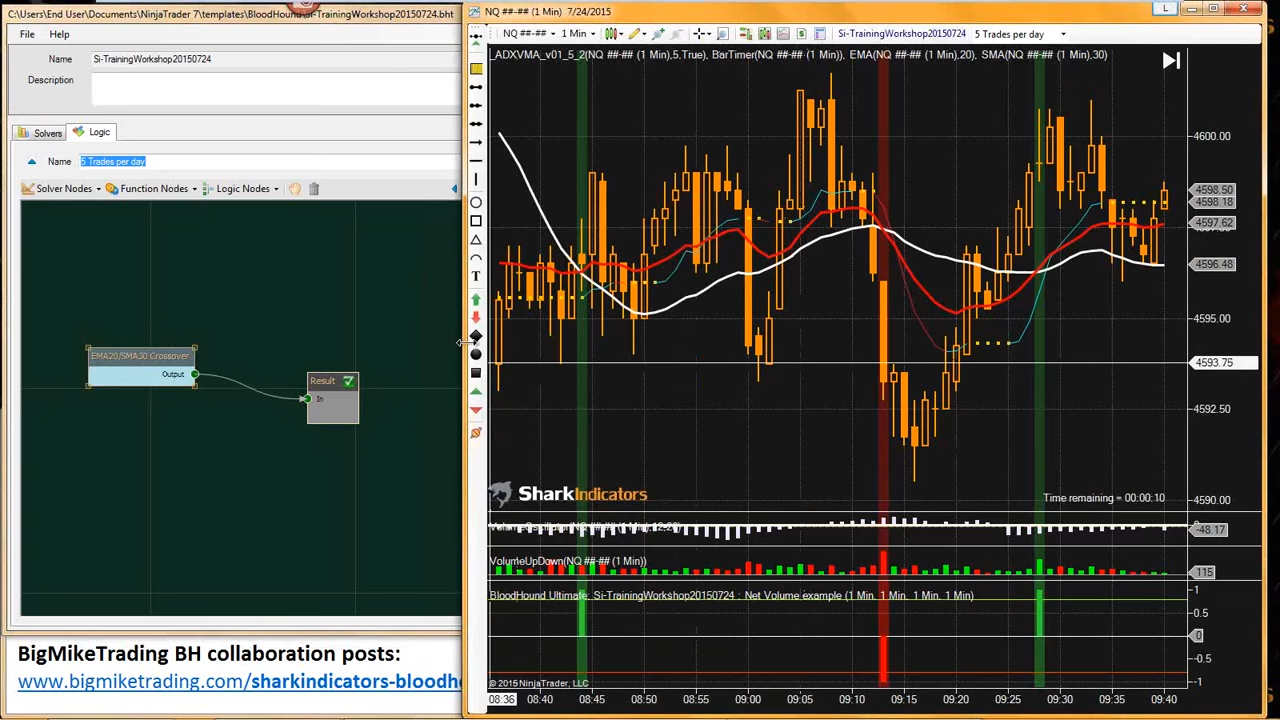 C:\Users\End User\Documents\NinjaTrader 7\templates\BloodHound\Si-TrainingWorkshop20150724.bht
File Help
Name Si-TrainingWorkshop20150724
Description
Solvers Logic
Name 5 Trades per day
Solver Nodes Function Nodes Logic Nodes
EMA20/SMA30 Crossover
Output
Result
In
BigMikeTrading BH collaboration posts:
www.bigmiketrading.com/sharkindicators-bloodho
NQ ##-## (1 Min) 7/24/2015
L
NQ ##-## 1 Min Si-TrainingWorkshop20150724 5 Trades per day
_ADXVMA_v01_5_2(NQ ##-## (1 Min),5,True), BarTimer(NQ ##-## (1 Min)), EMA(NQ ##-## (1 Min),20), SMA(NQ ##-## (1 Min),30)
T
4600.00
4598.50
4598.18
4597.62
4596.48
4595.00
4593.75
4592.50
4590.00
SharkIndicators
Time remaining = 00:00:10
-48.17
VolumeUpDown(NQ ##-## (1 Min))
115
BloodHound Ultimate: Si-TrainingWorkshop20150724 : Net Volume example (1 Min, 1 Min, 1 Min, 1 Min)
1
0.5
0
-0.5
-1
© 2015 NinjaTrader, LLC
08:36 08:40 08:45 08:50 08:55 09:00 09:05 09:10 09:15 09:20 09:25 09:30 09:35 09:40